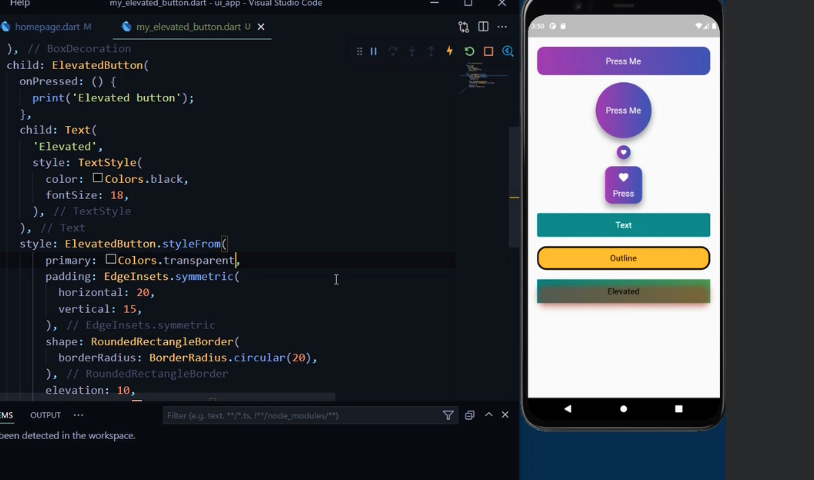 Help
my_elevated_button.dart - ui_app - Visual Studio Code
homepage.dart M
my_elevated_button.dart U
), // BoxDecoration
child: ElevatedButton(
onPressed: () {
print('Elevated button');
},
child: Text(
'Elevated',
style: TextStyle(
color: Colors.black,
fontSize: 18,
), // TextStyle
), // Text
style: ElevatedButton.styleFrom(
primary: Colors.transparent,
padding: EdgeInsets.symmetric(
horizontal: 20,
vertical: 15,
), // EdgeInsets.symmetric
shape: RoundedRectangleBorder(
borderRadius: BorderRadius.circular(20),
), // RoundedRectangleBorder
elevation: 10,
EMS OUTPUT ···
Filter (e.g. text, **/*.ts, !**/node_modules/**)
been detected in the workspace.
Press Me
Press Me
Press
Text
Outline
Elevated